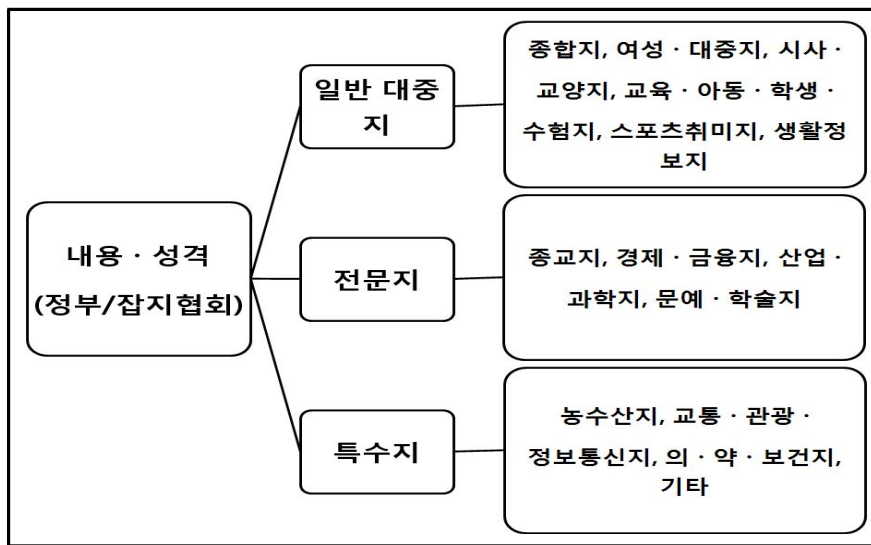 내용 · 성격
(정부/잡지협회)
일반 대중
지
종합지, 여성 · 대중지, 시사 ·
교양지, 교육 · 아동 · 학생 ·
수험지, 스포츠취미지, 생활정
보지
전문지
종교지, 경제 · 금융지, 산업 ·
과학지, 문예 · 학술지
특수지
농수산지, 교통 · 관광 ·
정보통신지, 의 · 약 · 보건지,
기타